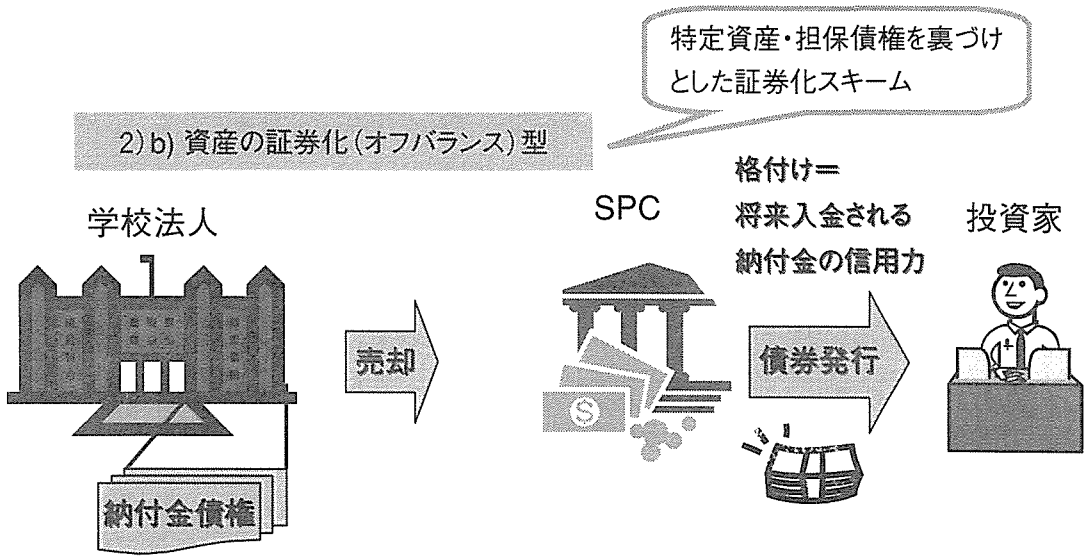 特定資産・担保債権を裏づけ
とした証券化スキーム
2)b) 資産の証券化(オフバランス)型
格付け=
将来入金される
納付金の信用力
学校法人
SPC
投資家
売却
債券発行
$
納付金債権